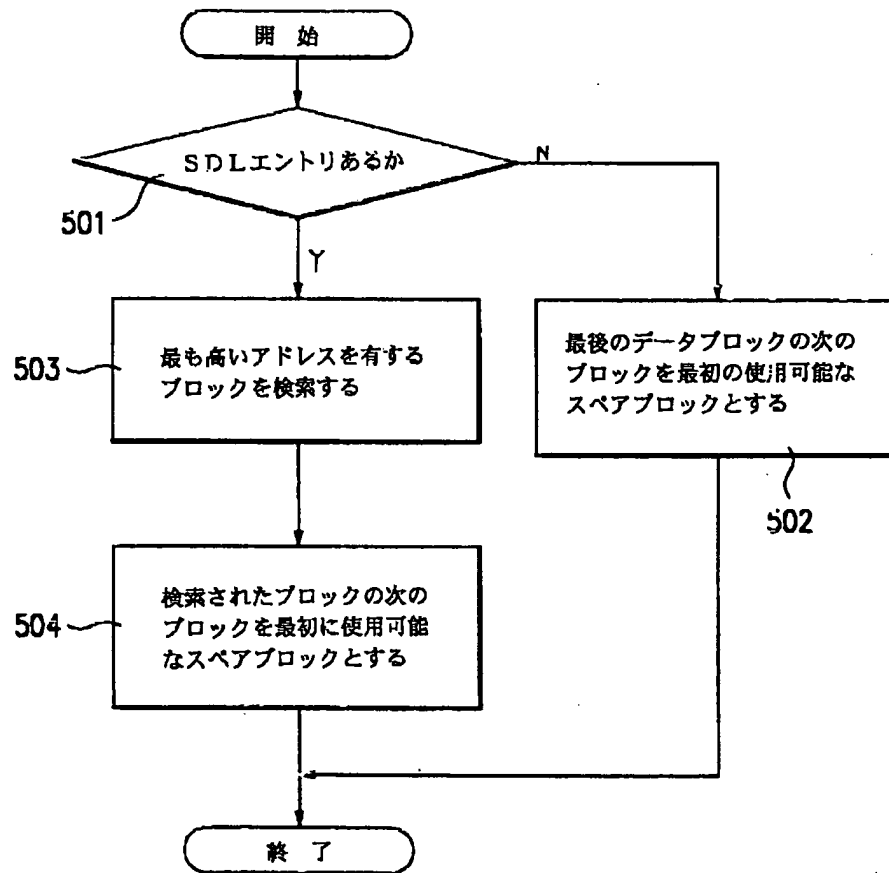 開始
SDLエントリあるか
N
501
Y
503
最も高いアドレスを有する
ブロックを検索する
最後のデータブロックの次の
ブロックを最初の使用可能な
スペアブロックとする
502
504
検索されたブロックの次の
ブロックを最初に使用可能
なスペアブロックとする
終了